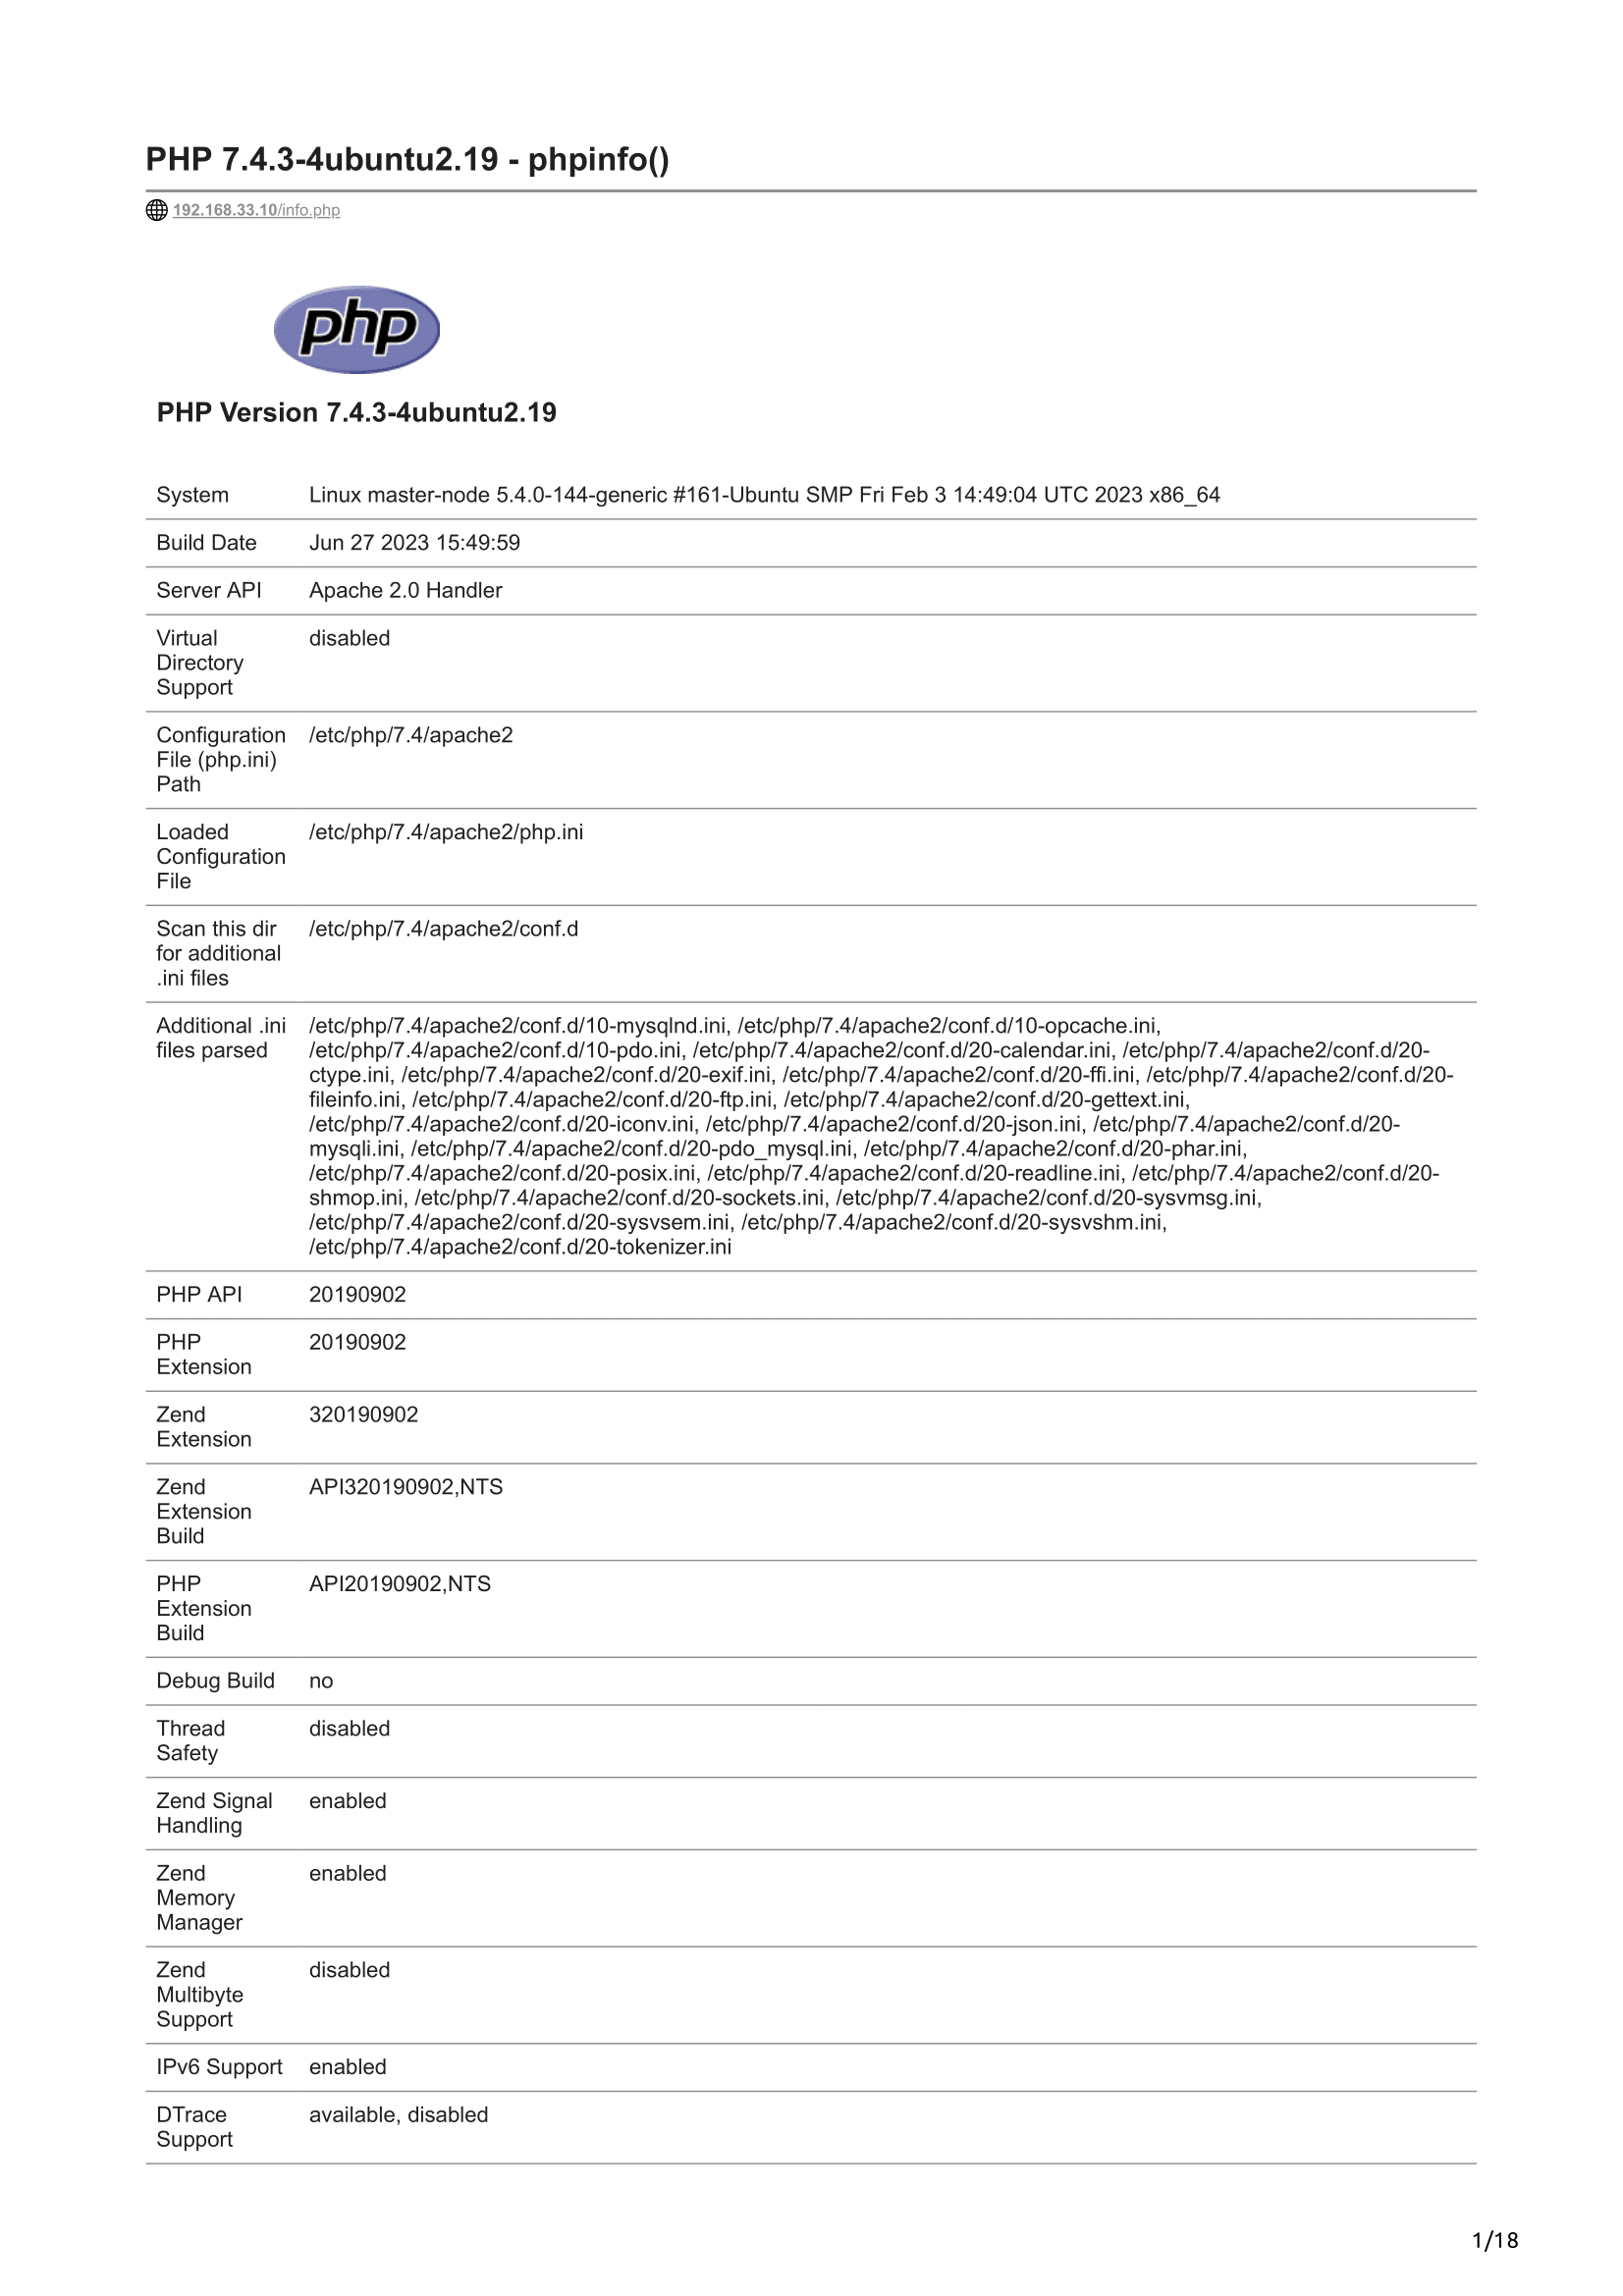 PHP 7.4.3-4ubuntu2.19 - phpinfo()
192.168.33.10/info.php
php
PHP Version 7.4.3-4ubuntu2.19
System Linux master-node 5.4.0-144-generic #161-Ubuntu SMP Fri Feb 3 14:49:04 UTC 2023 x86_64
Build Date Jun 27 2023 15:49:59
Server API Apache 2.0 Handler
Virtual disabled
Directory
Support
Configuration /etc/php/7.4/apache2
File (php.ini)
Path
Loaded /etc/php/7.4/apache2/php.ini
Configuration
File
Scan this dir /etc/php/7.4/apache2/conf.d
for additional
.ini files
Additional .ini /etc/php/7.4/apache2/conf.d/10-mysqlnd.ini, /etc/php/7.4/apache2/conf.d/10-opcache.ini,
files parsed /etc/php/7.4/apache2/conf.d/10-pdo.ini, /etc/php/7.4/apache2/conf.d/20-calendar.ini, /etc/php/7.4/apache2/conf.d/20-
ctype.ini, /etc/php/7.4/apache2/conf.d/20-exif.ini, /etc/php/7.4/apache2/conf.d/20-ffi.ini, /etc/php/7.4/apache2/conf.d/20-
fileinfo.ini, /etc/php/7.4/apache2/conf.d/20-ftp.ini, /etc/php/7.4/apache2/conf.d/20-gettext.ini,
/etc/php/7.4/apache2/conf.d/20-iconv.ini, /etc/php/7.4/apache2/conf.d/20-json.ini, /etc/php/7.4/apache2/conf.d/20-
mysqli.ini, /etc/php/7.4/apache2/conf.d/20-pdo_mysql.ini, /etc/php/7.4/apache2/conf.d/20-phar.ini,
/etc/php/7.4/apache2/conf.d/20-posix.ini, /etc/php/7.4/apache2/conf.d/20-readline.ini, /etc/php/7.4/apache2/conf.d/20-
shmop.ini, /etc/php/7.4/apache2/conf.d/20-sockets.ini, /etc/php/7.4/apache2/conf.d/20-sysvmsg.ini,
/etc/php/7.4/apache2/conf.d/20-sysvsem.ini, /etc/php/7.4/apache2/conf.d/20-sysvshm.ini,
/etc/php/7.4/apache2/conf.d/20-tokenizer.ini
PHP API 20190902
PHP 20190902
Extension
Zend 320190902
Extension
Zend API320190902,NTS
Extension
Build
PHP API20190902,NTS
Extension
Build
Debug Build no
Thread disabled
Safety
Zend Signal enabled
Handling
Zend enabled
Memory
Manager
Zend disabled
Multibyte
Support
IPv6 Support enabled
DTrace available, disabled
Support
1/18